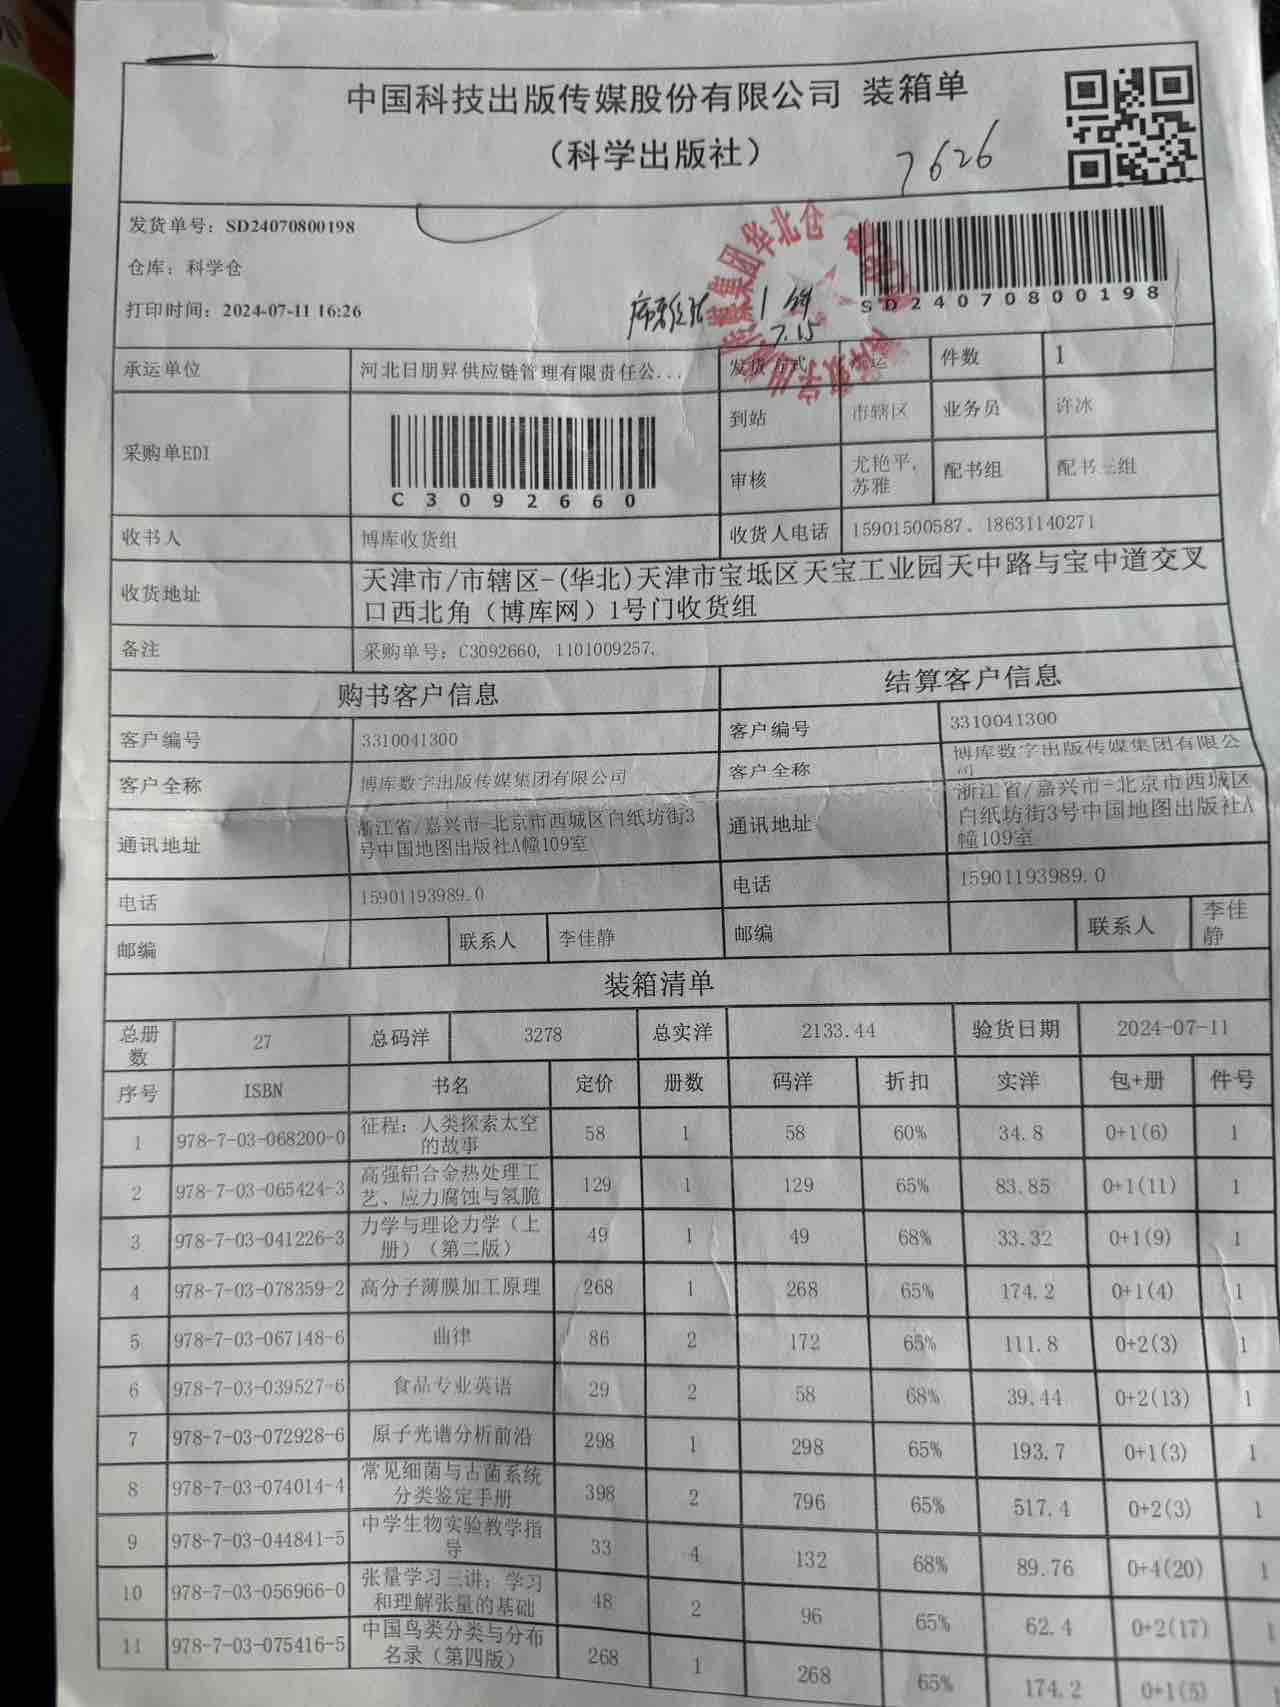 中国科技出版传媒股份有限公司 装箱单
（科学出版社）
7626
发货单号：SD24070800198
仓库：科学仓
打印时间：2024-07-11 16:26
SD24070800198
1件
7.15
承运单位 河北日朋昇供应链管理有限责任公... 发货方式 件数 1
采购单EDI C3092660 到站 市辖区 业务员 许冰
审核 尤艳平,苏雅 配书组 配书三组
收书人 博库收货组 收货人电话 15901500587、18631140271
收货地址 天津市/市辖区-(华北)天津市宝坻区天宝工业园天中路与宝中道交叉
口西北角（博库网）1号门收货组
备注 采购单号：C3092660, 1101009257,
购书客户信息 结算客户信息
客户编号 3310041300 客户编号 3310041300
客户全称 博库数字出版传媒集团有限公司 客户全称 博库数字出版传媒集团有限公司
通讯地址 浙江省/嘉兴市-北京市西城区白纸坊街3号中国地图出版社A幢109室 通讯地址 浙江省/嘉兴市-北京市西城区白纸坊街3号中国地图出版社A幢109室
电话 15901193989.0 电话 15901193989.0
邮编 联系人 李佳静 邮编 联系人 李佳静
装箱清单
总册数 27 总码洋 3278 总实洋 2133.44 验货日期 2024-07-11
序号 ISBN 书名 定价 册数 码洋 折扣 实洋 包+册 件号
1 978-7-03-068200-0 征程：人类探索太空的故事 58 1 58 60% 34.8 0+1(6) 1
2 978-7-03-065424-3 高强铝合金热处理工艺、应力腐蚀与氢脆 129 1 129 65% 83.85 0+1(11) 1
3 978-7-03-041226-3 力学与理论力学（上册）（第二版） 49 1 49 68% 33.32 0+1(9) 1
4 978-7-03-078359-2 高分子薄膜加工原理 268 1 268 65% 174.2 0+1(4) 1
5 978-7-03-067148-6 曲律 86 2 172 65% 111.8 0+2(3) 1
6 978-7-03-039527-6 食品专业英语 29 2 58 68% 39.44 0+2(13) 1
7 978-7-03-072928-6 原子光谱分析前沿 298 1 298 65% 193.7 0+1(3) 1
8 978-7-03-074014-4 常见细菌与古菌系统分类鉴定手册 398 2 796 65% 517.4 0+2(3) 1
9 978-7-03-044841-5 中学生物实验教学指导 33 4 132 68% 89.76 0+4(20) 1
10 978-7-03-056966-0 张量学习三讲：学习和理解张量的基础 48 2 96 65% 62.4 0+2(17) 1
11 978-7-03-075416-5 中国鸟类分类与分布名录（第四版） 268 1 268 65% 174.2 0+1(5)